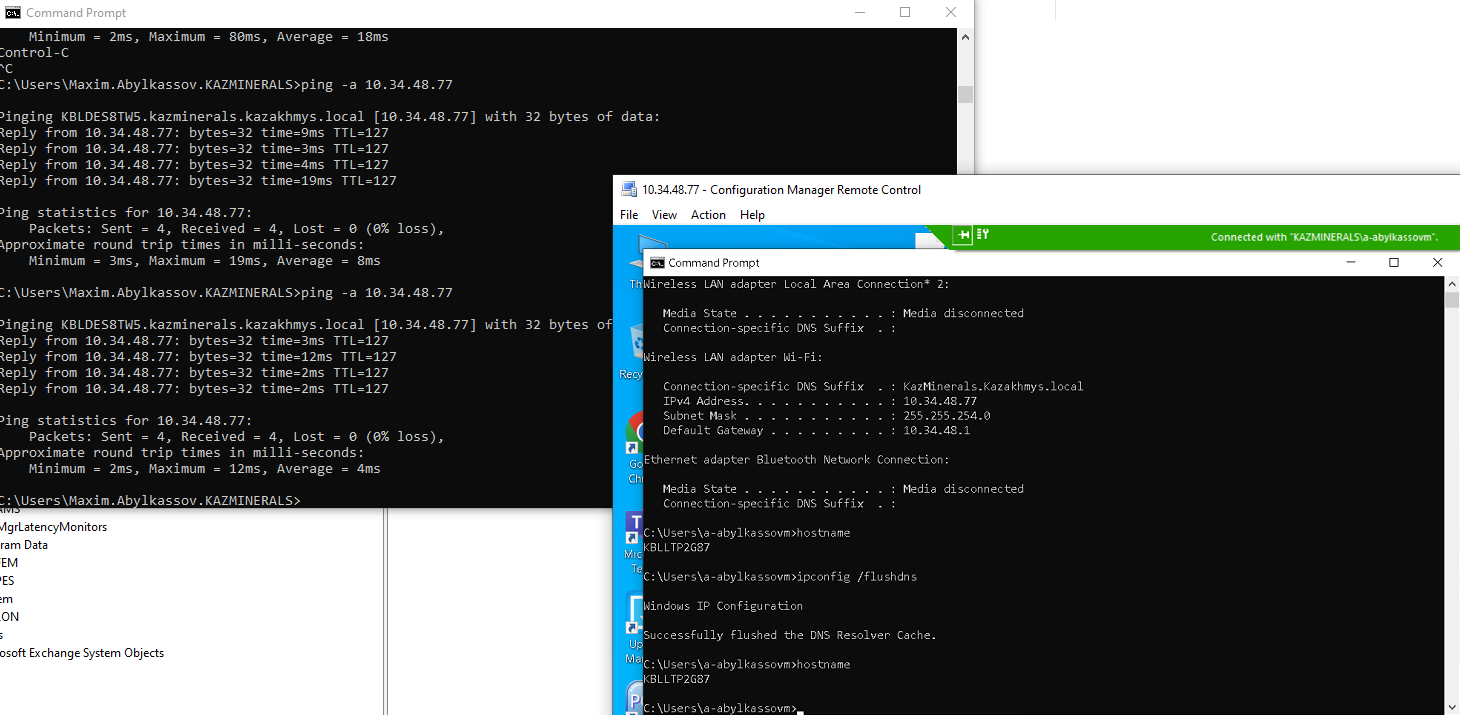 Command Prompt
Minimum = 2ms, Maximum = 80ms, Average = 18ms
Control-C
^C
C:\Users\Maxim.Abylkassov.KAZMINERALS>ping -a 10.34.48.77
Pinging KBLDES8TW5.kazminerals.kazakhmys.local [10.34.48.77] with 32 bytes of data:
Reply from 10.34.48.77: bytes=32 time=9ms TTL=127
Reply from 10.34.48.77: bytes=32 time=3ms TTL=127
Reply from 10.34.48.77: bytes=32 time=4ms TTL=127
Reply from 10.34.48.77: bytes=32 time=19ms TTL=127
Ping statistics for 10.34.48.77:
Packets: Sent = 4, Received = 4, Lost = 0 (0% loss),
Approximate round trip times in milli-seconds:
Minimum = 3ms, Maximum = 19ms, Average = 8ms
C:\Users\Maxim.Abylkassov.KAZMINERALS>ping -a 10.34.48.77
Pinging KBLDES8TW5.kazminerals.kazakhmys.local [10.34.48.77] with 32 bytes of
Reply from 10.34.48.77: bytes=32 time=3ms TTL=127
Reply from 10.34.48.77: bytes=32 time=12ms TTL=127
Reply from 10.34.48.77: bytes=32 time=2ms TTL=127
Reply from 10.34.48.77: bytes=32 time=2ms TTL=127
Ping statistics for 10.34.48.77:
Packets: Sent = 4, Received = 4, Lost = 0 (0% loss),
Approximate round trip times in milli-seconds:
Minimum = 2ms, Maximum = 12ms, Average = 4ms
C:\Users\Maxim.Abylkassov.KAZMINERALS>
AMS
MgrLatencyMonitors
ram Data
FEM
PES
em
ON
s
osoft Exchange System Objects
10.34.48.77 - Configuration Manager Remote Control
File View Action Help
Connected with "KAZMINERALS\a-abylkassovm".
Th
Recy
Go
Ch
Mic
Te
Up
Ma
Command Prompt
Wireless LAN adapter Local Area Connection* 2:
Media State . . . . . . . . . . . : Media disconnected
Connection-specific DNS Suffix  . :
Wireless LAN adapter Wi-Fi:
Connection-specific DNS Suffix  . : KazMinerals.Kazakhmys.local
IPv4 Address. . . . . . . . . . . : 10.34.48.77
Subnet Mask . . . . . . . . . . . : 255.255.254.0
Default Gateway . . . . . . . . . : 10.34.48.1
Ethernet adapter Bluetooth Network Connection:
Media State . . . . . . . . . . . : Media disconnected
Connection-specific DNS Suffix  . :
C:\Users\a-abylkassovm>hostname
KBLLTP2G87
C:\Users\a-abylkassovm>ipconfig /flushdns
Windows IP Configuration
Successfully flushed the DNS Resolver Cache.
C:\Users\a-abylkassovm>hostname
KBLLTP2G87
C:\Users\a-abylkassovm>